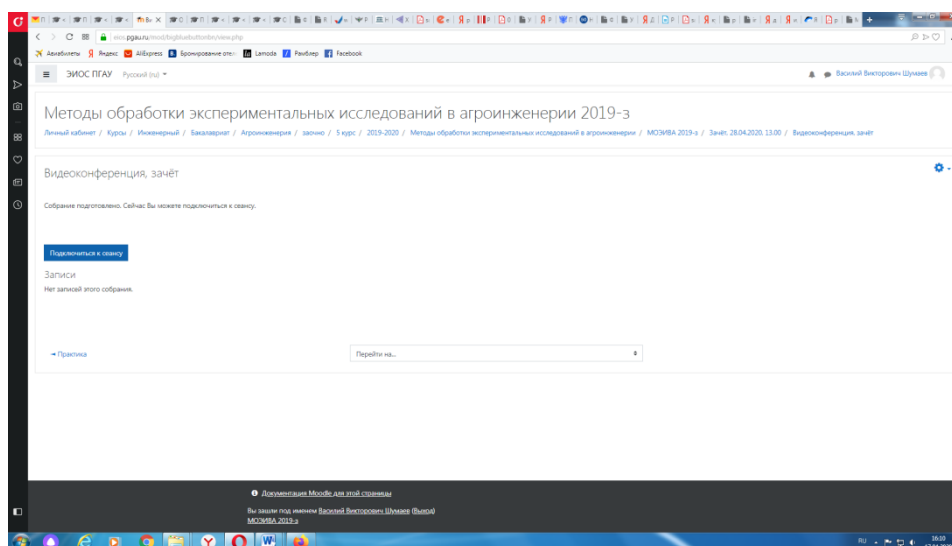 eios.pgau.ru/mod/bigbluebuttonbn/view.php
Авиабилеты Яндекс AliExpress Бронирование отел Lamoda Рамблер Facebook
ЭИОС ПГАУ Русский (ru) Василий Викторович Шумаев
Методы обработки экспериментальных исследований в агроинженерии 2019-з
Личный кабинет / Курсы / Инженерный / Бакалавриат / Агроинженерия / заочно / 5 курс / 2019-2020 / Методы обработки экспериментальных исследований в агроинженерии / МОЭИВА 2019-з / Зачёт, 28.04.2020, 13.00 / Видеоконференция, зачёт
Видеоконференция, зачёт
Собрание подготовлено. Сейчас Вы можете подключиться к сеансу.
Подключиться к сеансу
Записи
Нет записей этого собрания.
Практика Перейти на...
Документация Moodle для этой страницы
Вы зашли под именем Василий Викторович Шумаев (Выход)
МОЭИВА 2019-з
RU 16:10